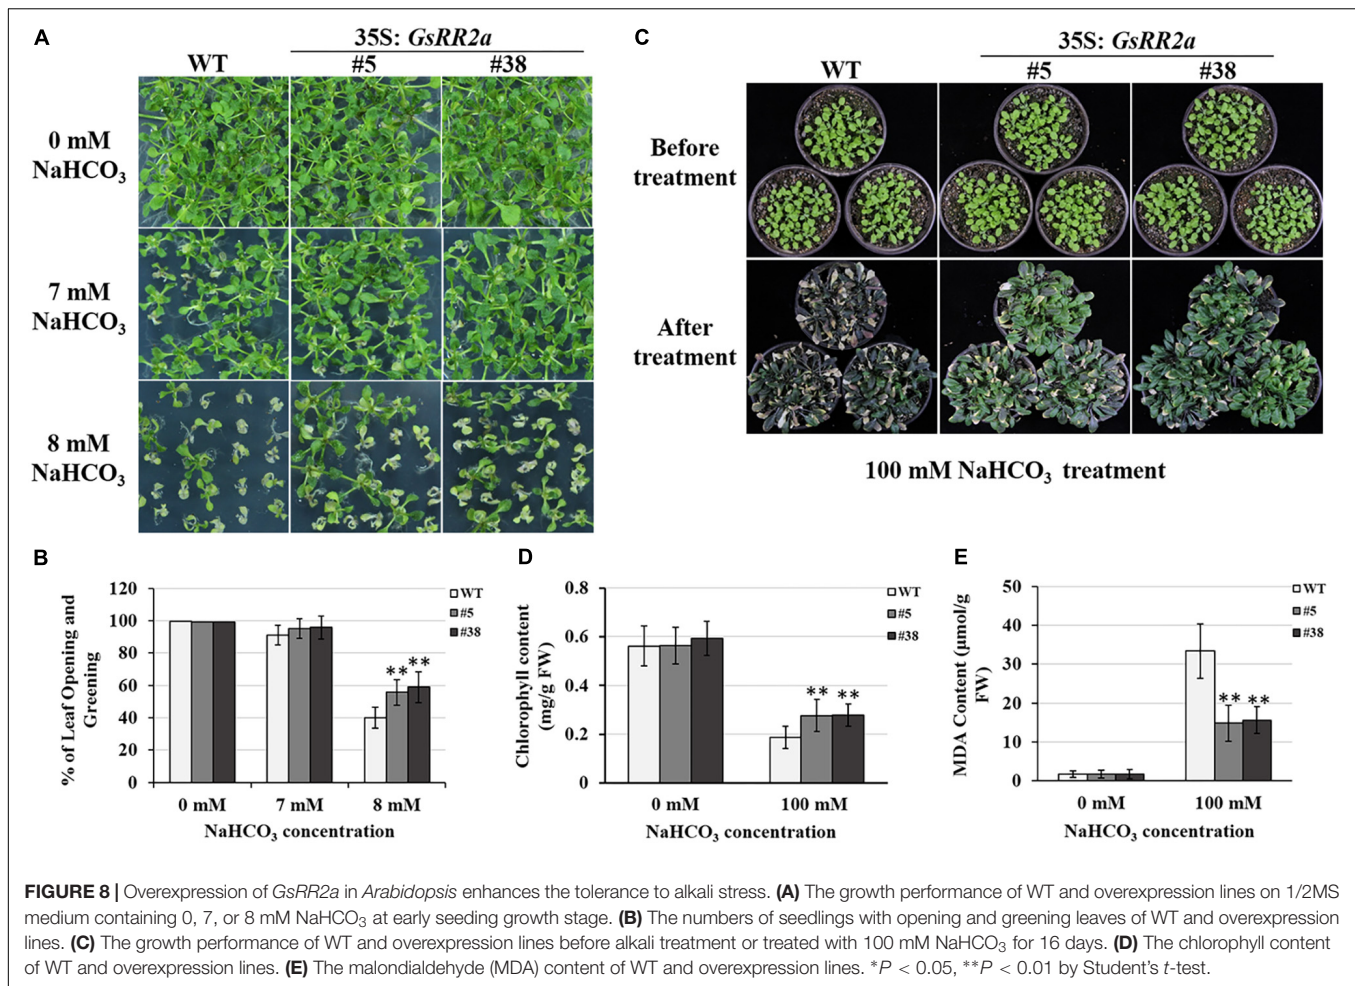 A
35S: GsRR2a
WT #5 #38
0 mM
NaHCO₃
7 mM
NaHCO₃
8 mM
NaHCO₃
C
35S: GsRR2a
WT #5 #38
Before
treatment
After
treatment
100 mM NaHCO₃ treatment
B
% of Leaf Opening and
Greening
120
100
80
60
40
20
0
WT
#5
#38
** **
0 mM 7 mM 8 mM
NaHCO₃ concentration
D
Chlorophyll content
(mg/g FW)
0.8
0.6
0.4
0.2
0
WT
#5
#38
** **
0 mM 100 mM
NaHCO₃ concentration
E
MDA Content (μmol/g
FW)
50
40
30
20
10
0
WT
#5
#38
** **
0 mM 100 mM
NaHCO₃ concentration
FIGURE 8 | Overexpression of GsRR2a in Arabidopsis enhances the tolerance to alkali stress. (A) The growth performance of WT and overexpression lines on 1/2MS
medium containing 0, 7, or 8 mM NaHCO₃ at early seeding growth stage. (B) The numbers of seedlings with opening and greening leaves of WT and overexpression
lines. (C) The growth performance of WT and overexpression lines before alkali treatment or treated with 100 mM NaHCO₃ for 16 days. (D) The chlorophyll content
of WT and overexpression lines. (E) The malondialdehyde (MDA) content of WT and overexpression lines. *P < 0.05, **P < 0.01 by Student's t-test.